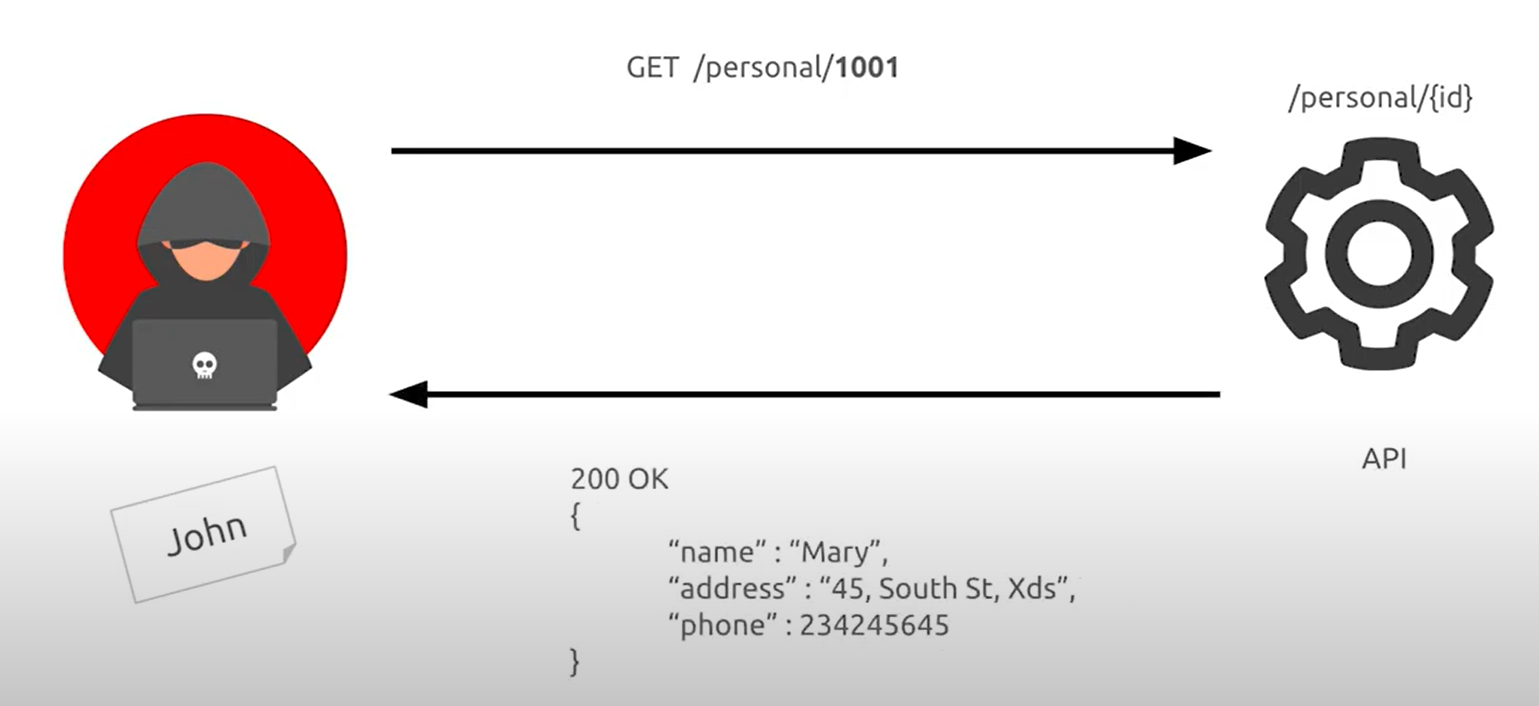 GET /personal/1001
/personal/{id}
API
John
200 OK
{
“name” : “Mary”,
“address” : “45, South St, Xds”,
“phone” : 234245645
}